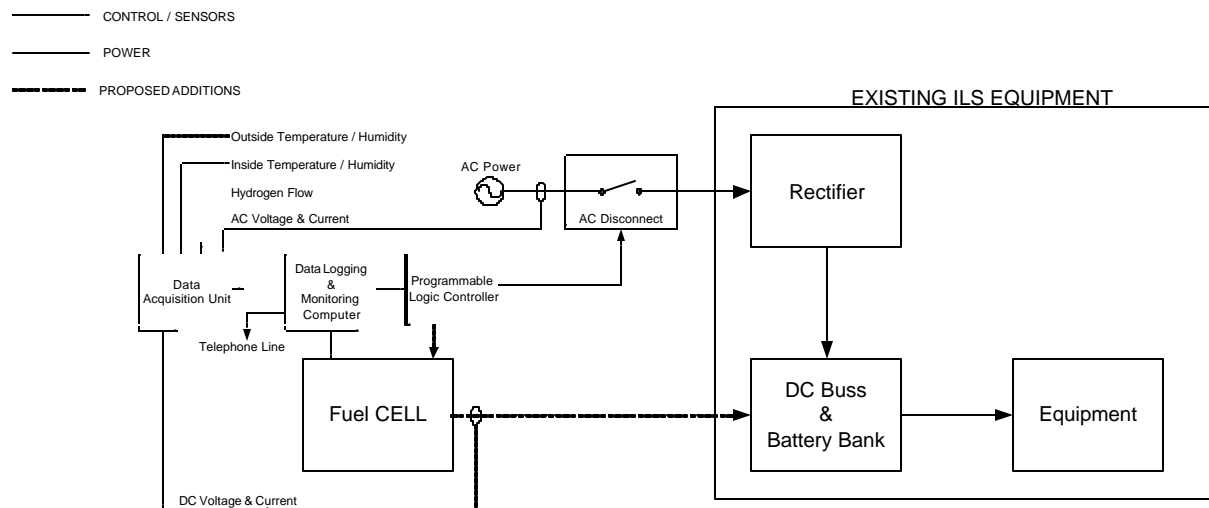 CONTROL / SENSORS
POWER
PROPOSED ADDITIONS
EXISTING ILS EQUIPMENT
Outside Temperature / Humidity
Inside Temperature / Humidity
Hydrogen Flow
AC Voltage & Current
AC Power
AC Disconnect
Rectifier
Data
Acquisition Unit
Data Logging
&
Monitoring
Computer
Programmable
Logic Controller
Telephone Line
Fuel CELL
DC Buss
&
Battery Bank
Equipment
DC Voltage & Current